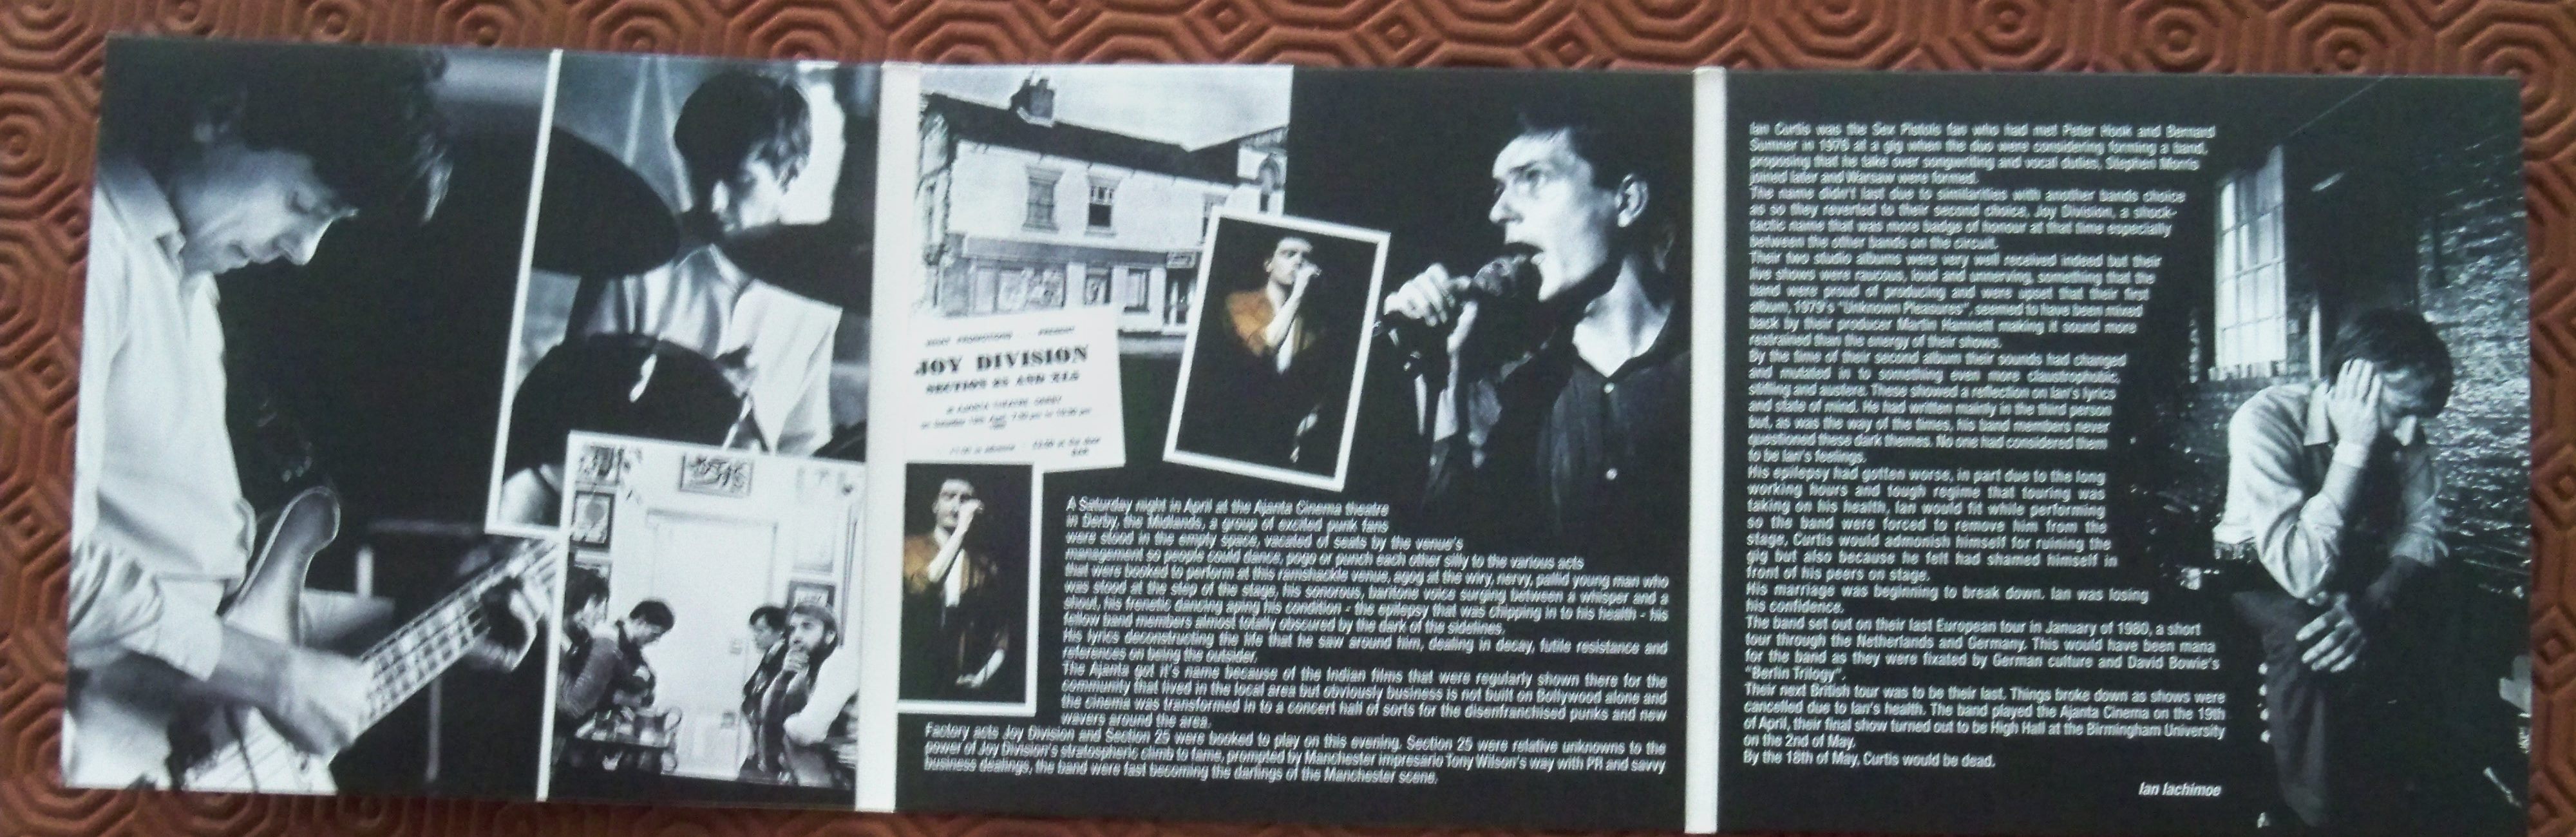 PRESENT
JOY DIVISION
SECTION 25 AND
A Saturday night in April at the Ajanta Cinema theatre
in Derby, the Midlands, a group of excited punk fans
were stood in the empty space, vacated of seats by the venue's
management so people could dance, pogo or punch each other silly to the various acts
that were booked to perform at this ramshackle venue, agog at the wiry, nervy, pallid young man who
was stood at the step of the stage, his sonorous, baritone voice surging between a whisper and a
shout, his frenetic dancing aping his condition - the epilepsy that was chipping in to his health - his
fellow band members almost totally obscured by the dark of the sidelines.
His lyrics deconstructing the life that he saw around him, dealing in decay, futile resistance and
references on being the outsider.
The Ajanta got it's name because of the Indian films that were regularly shown there for the
community that lived in the local area but obviously business is not built on Bollywood alone and
the cinema was transformed in to a concert hall of sorts for the disenfranchised punks and new
wavers around the area.
Factory acts Joy Division and Section 25 were booked to play on this evening. Section 25 were relative unknowns to the
power of Joy Division's stratospheric climb to fame, prompted by Manchester impresario Tony Wilson's way with PR and savvy
business dealings, the band were fast becoming the darlings of the Manchester scene.
Ian Curtis was the Sex Pistols fan who had met Peter Hook and Bernard
Sumner in 1976 at a gig when the duo were considering forming a band,
proposing that he take over songwriting and vocal duties, Stephen Morris
joined later and Warsaw were formed.
The name didn't last due to similarities with another bands choice
as so they reverted to their second choice, Joy Division, a shock-
tactic name that was more badge of honour at that time especially
between the other bands on the circuit.
Their two studio albums were very well received indeed but their
live shows were raucous, loud and unnerving, something that the
band were proud of producing and were upset that their first
album, 1979's "Unknown Pleasures", seemed to have been mixed
back by their producer Martin Hannett making it sound more
restrained than the energy of their shows.
By the time of their second album their sounds had changed
and mutated in to something even more claustrophobic,
stifling and austere. These showed a reflection on Ian's lyrics
and state of mind. He had written mainly in the third person
but, as was the way of the times, his band members never
questioned these dark themes. No one had considered them
to be Ian's feelings.
His epilepsy had gotten worse, in part due to the long
working hours and tough regime that touring was
taking on his health, Ian would fit while performing
so the band were forced to remove him from the
stage, Curtis would admonish himself for ruining the
gig but also because he felt had shamed himself in
front of his peers on stage.
His marriage was beginning to break down. Ian was losing
his confidence.
The band set out on their last European tour in January of 1980, a short
tour through the Netherlands and Germany. This would have been mana
for the band as they were fixated by German culture and David Bowie's
"Berlin Trilogy".
Their next British tour was to be their last. Things broke down as shows were
cancelled due to Ian's health. The band played the Ajanta Cinema on the 19th
of April, their final show turned out to be High Hall at the Birmingham University
on the 2nd of May.
By the 18th of May, Curtis would be dead.
Ian Iachimoe